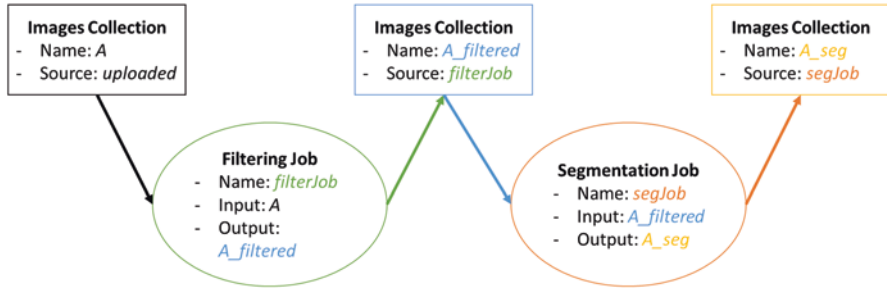 Images Collection
- Name: A
- Source: uploaded
Images Collection
- Name: A_filtered
- Source: filterJob
Images Collection
- Name: A_seg
- Source: segJob
Filtering Job
- Name: filterJob
- Input: A
- Output:
A_filtered
Segmentation Job
- Name: segJob
- Input: A_filtered
- Output: A_seg